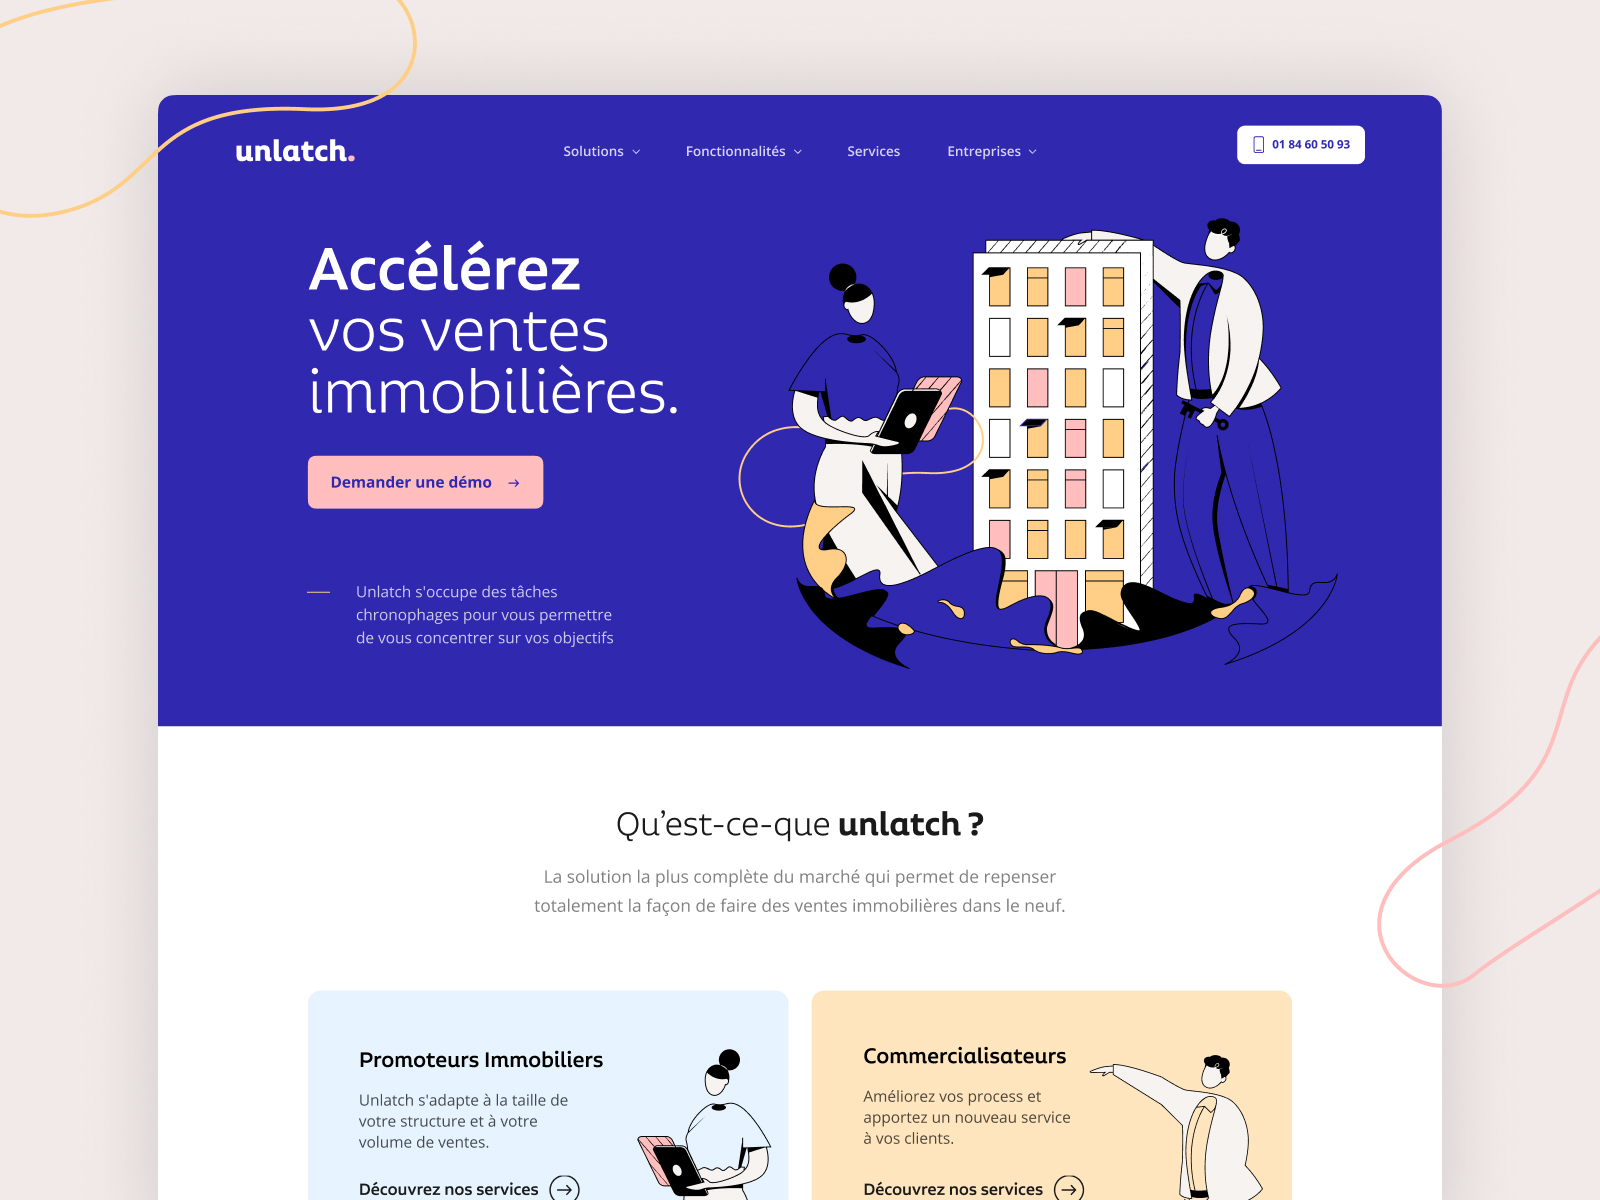 unlatch.
Solutions
Fonctionnalités
Services
Entreprises
01 84 60 50 93
Accélérez
vos ventes
immobilières.
Demander une démo
Unlatch s'occupe des tâches
chronophages pour vous permettre
de vous concentrer sur vos objectifs
Qu’est-ce-que unlatch ?
La solution la plus complète du marché qui permet de repenser
totalement la façon de faire des ventes immobilières dans le neuf.
Promoteurs Immobiliers
Unlatch s'adapte à la taille de
votre structure et à votre
volume de ventes.
Découvrez nos services
Commercialisateurs
Améliorez vos process et
apportez un nouveau service
à vos clients.
Découvrez nos services